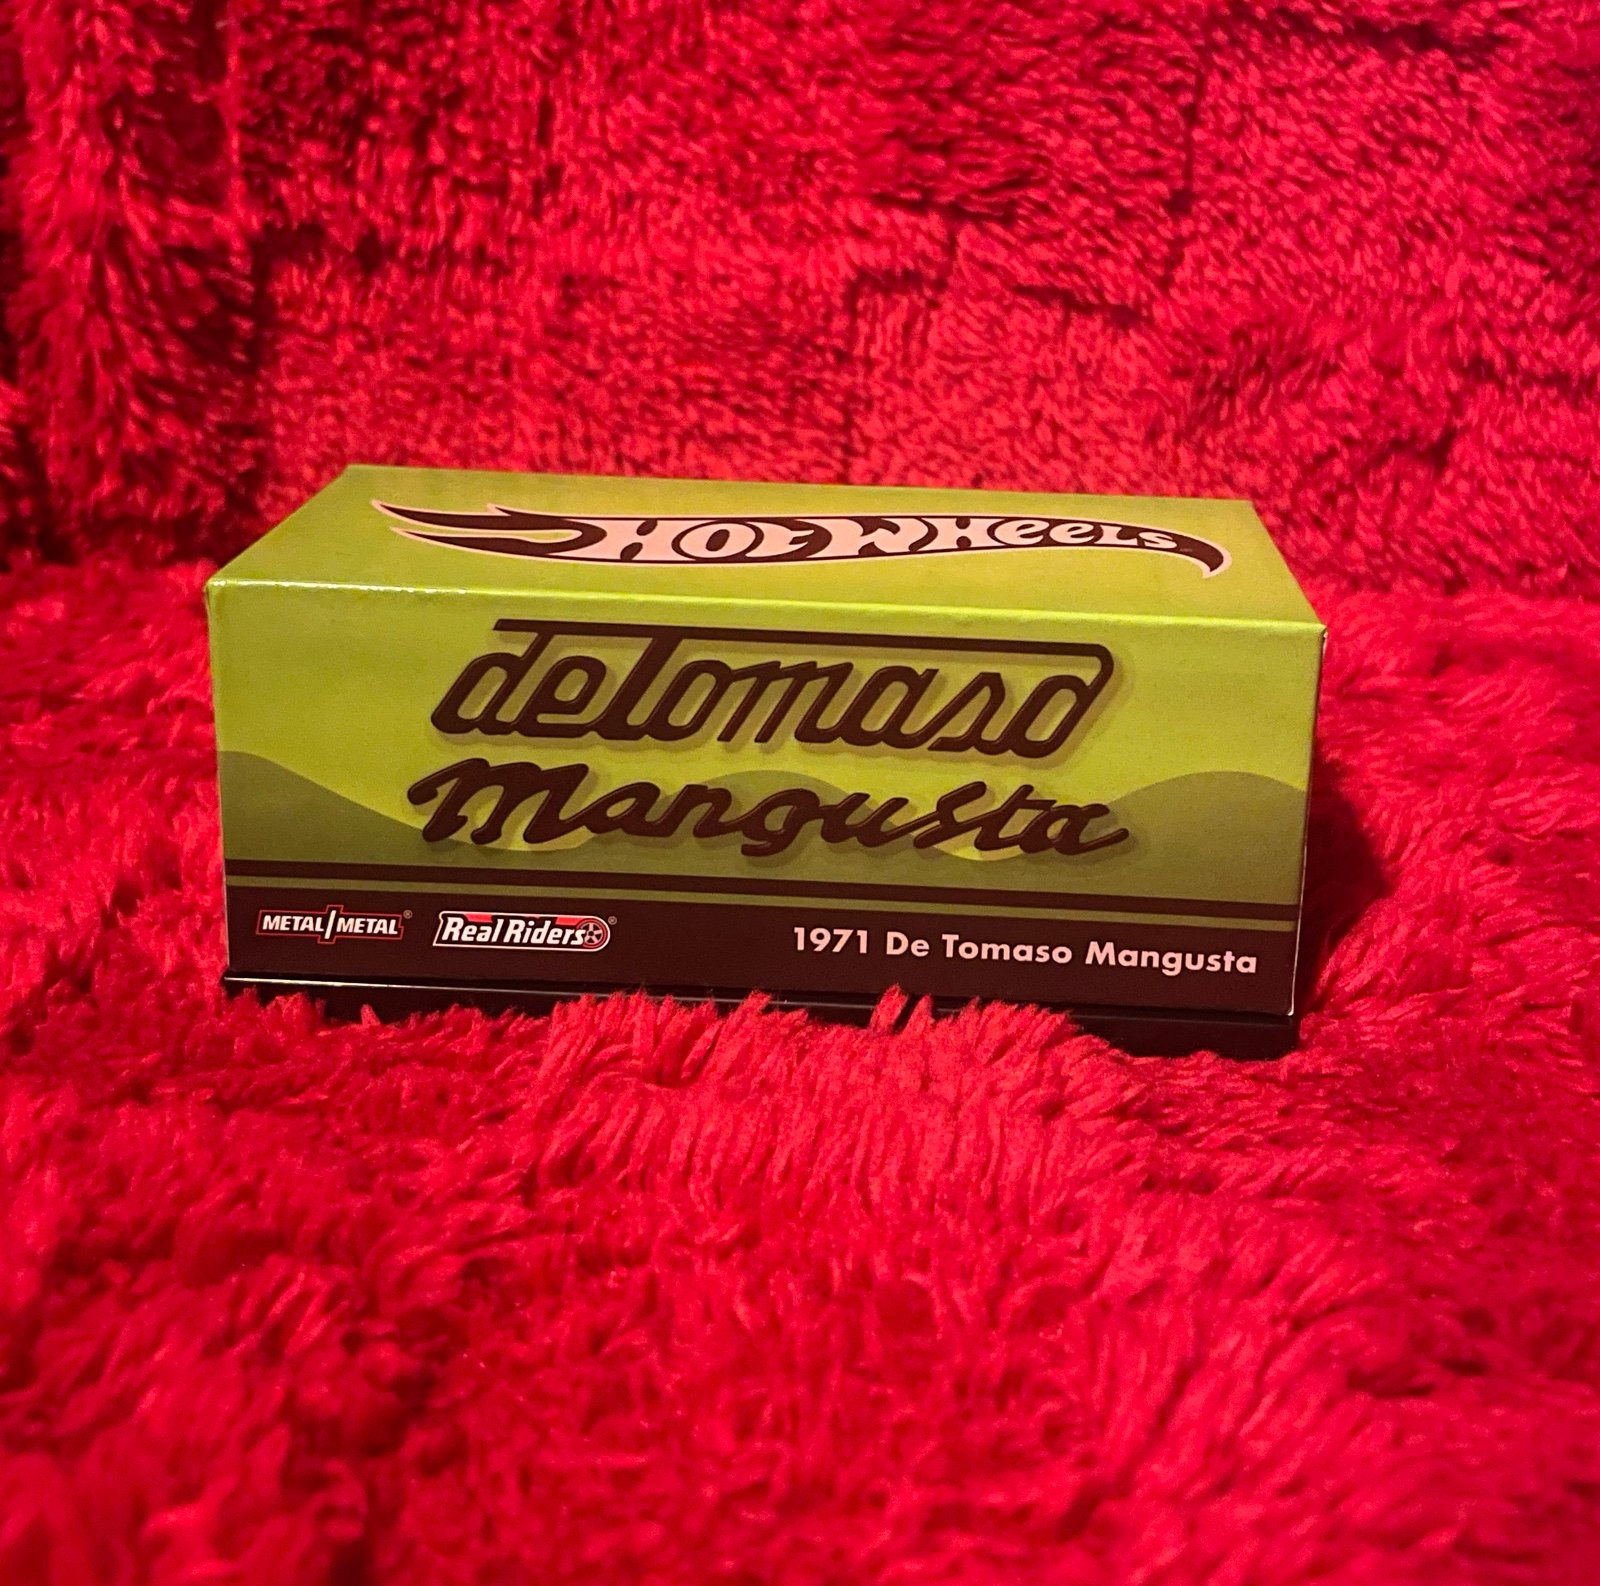 Hot Wheels
deTomaso
Mangusta
METAL/METAL® Real Riders® 1971 De Tomaso Mangusta